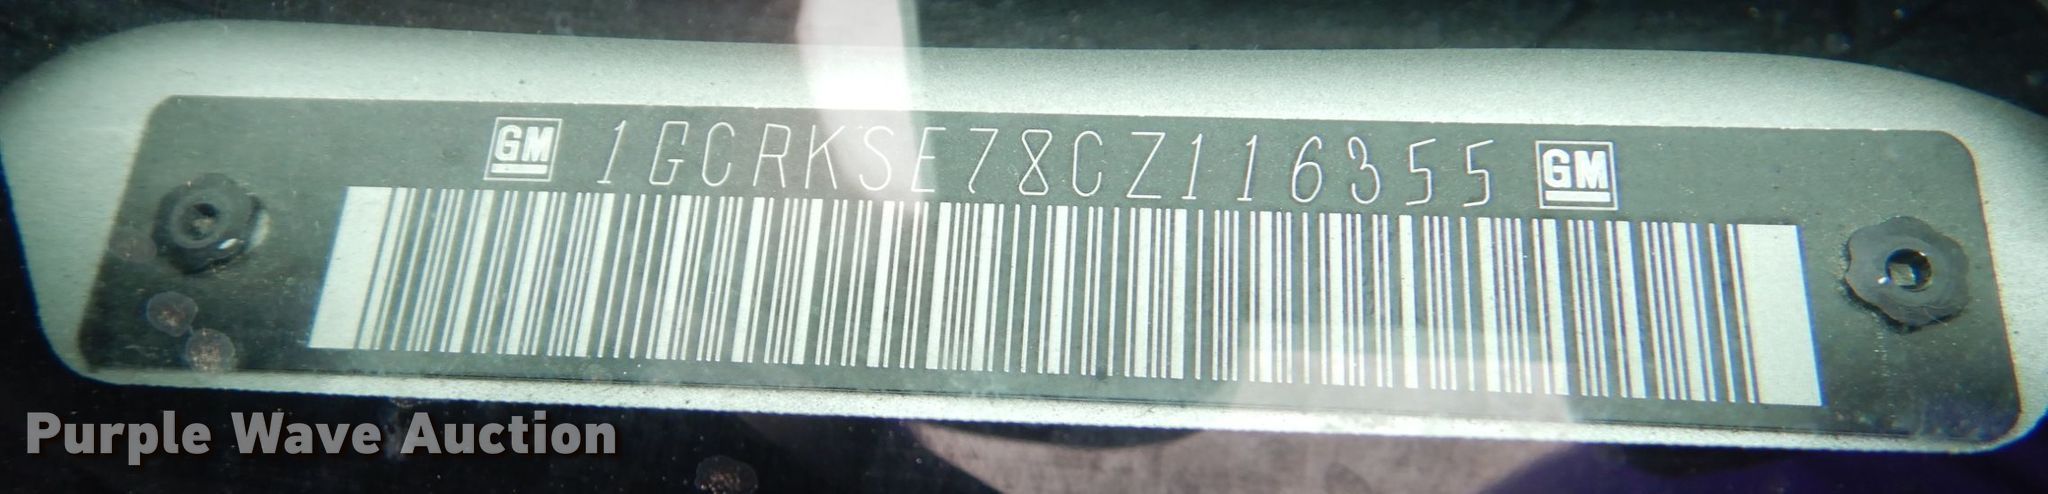 GM 1GCRKSE78CZ116355 GM
Purple Wave Auction